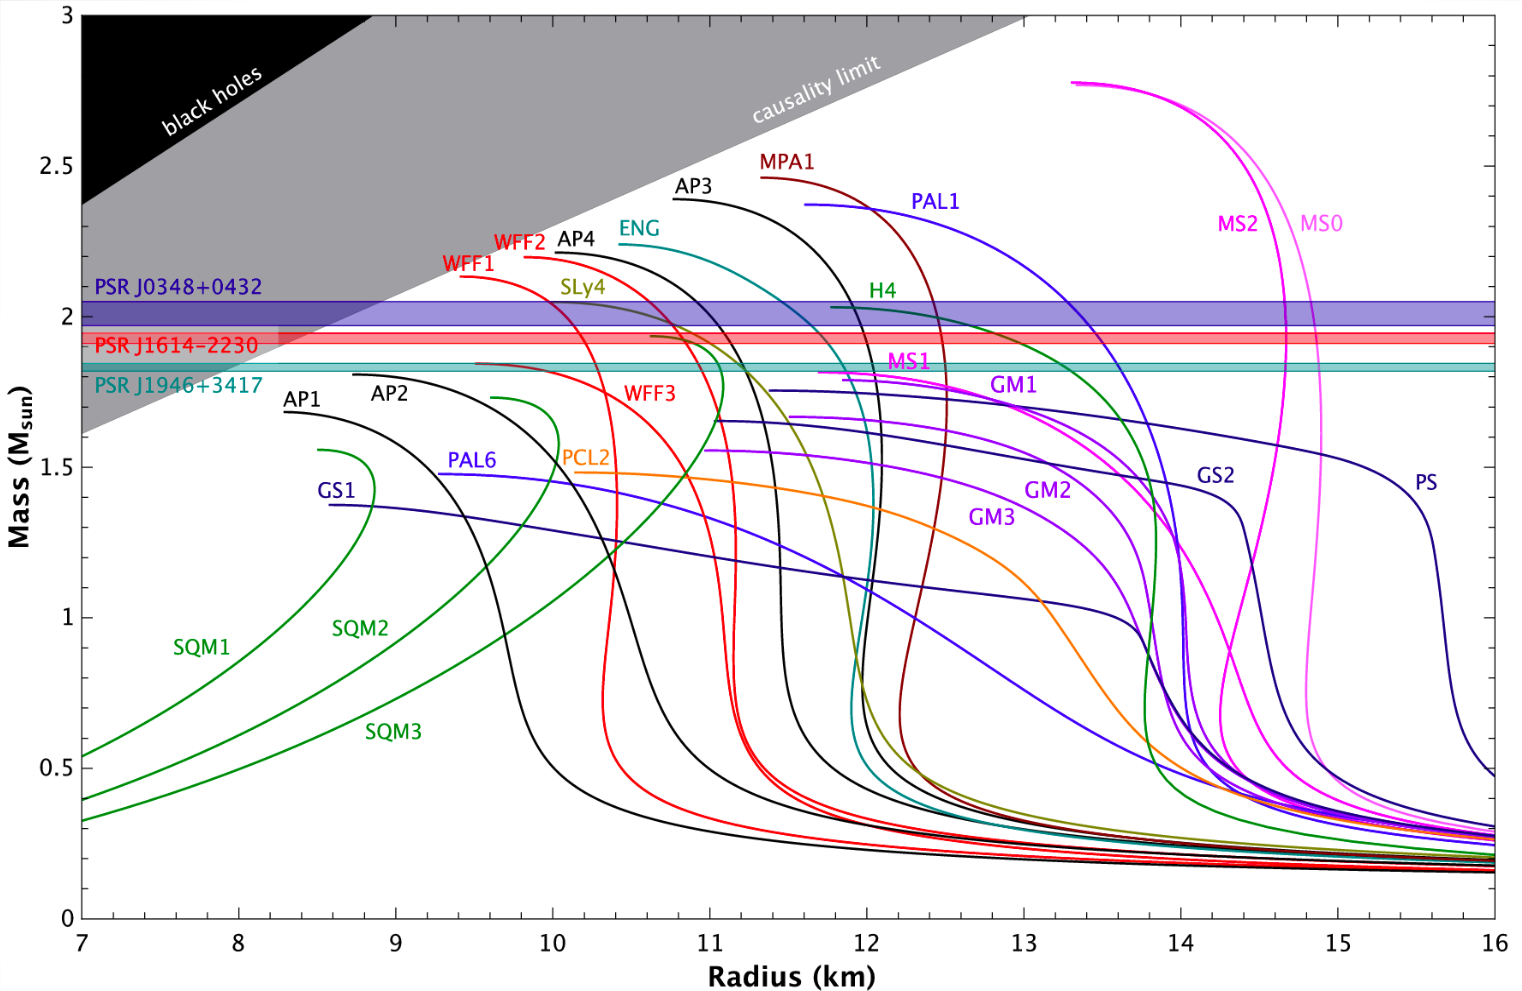 3
2.5
2
1.5
1
0.5
0
Mass (Msun)
black holes
causality limit
MPA1
AP3
PAL1
ENG
MS2
MS0
WFF2
AP4
WFF1
PSR J0348+0432
SLy4
H4
PSR J1614−2230
MS1
PSR J1946+3417
GM1
AP1
AP2
WFF3
PAL6
PCL2
GS2
PS
GS1
GM2
GM3
SQM1
SQM2
SQM3
7 8 9 10 11 12 13 14 15 16
Radius (km)